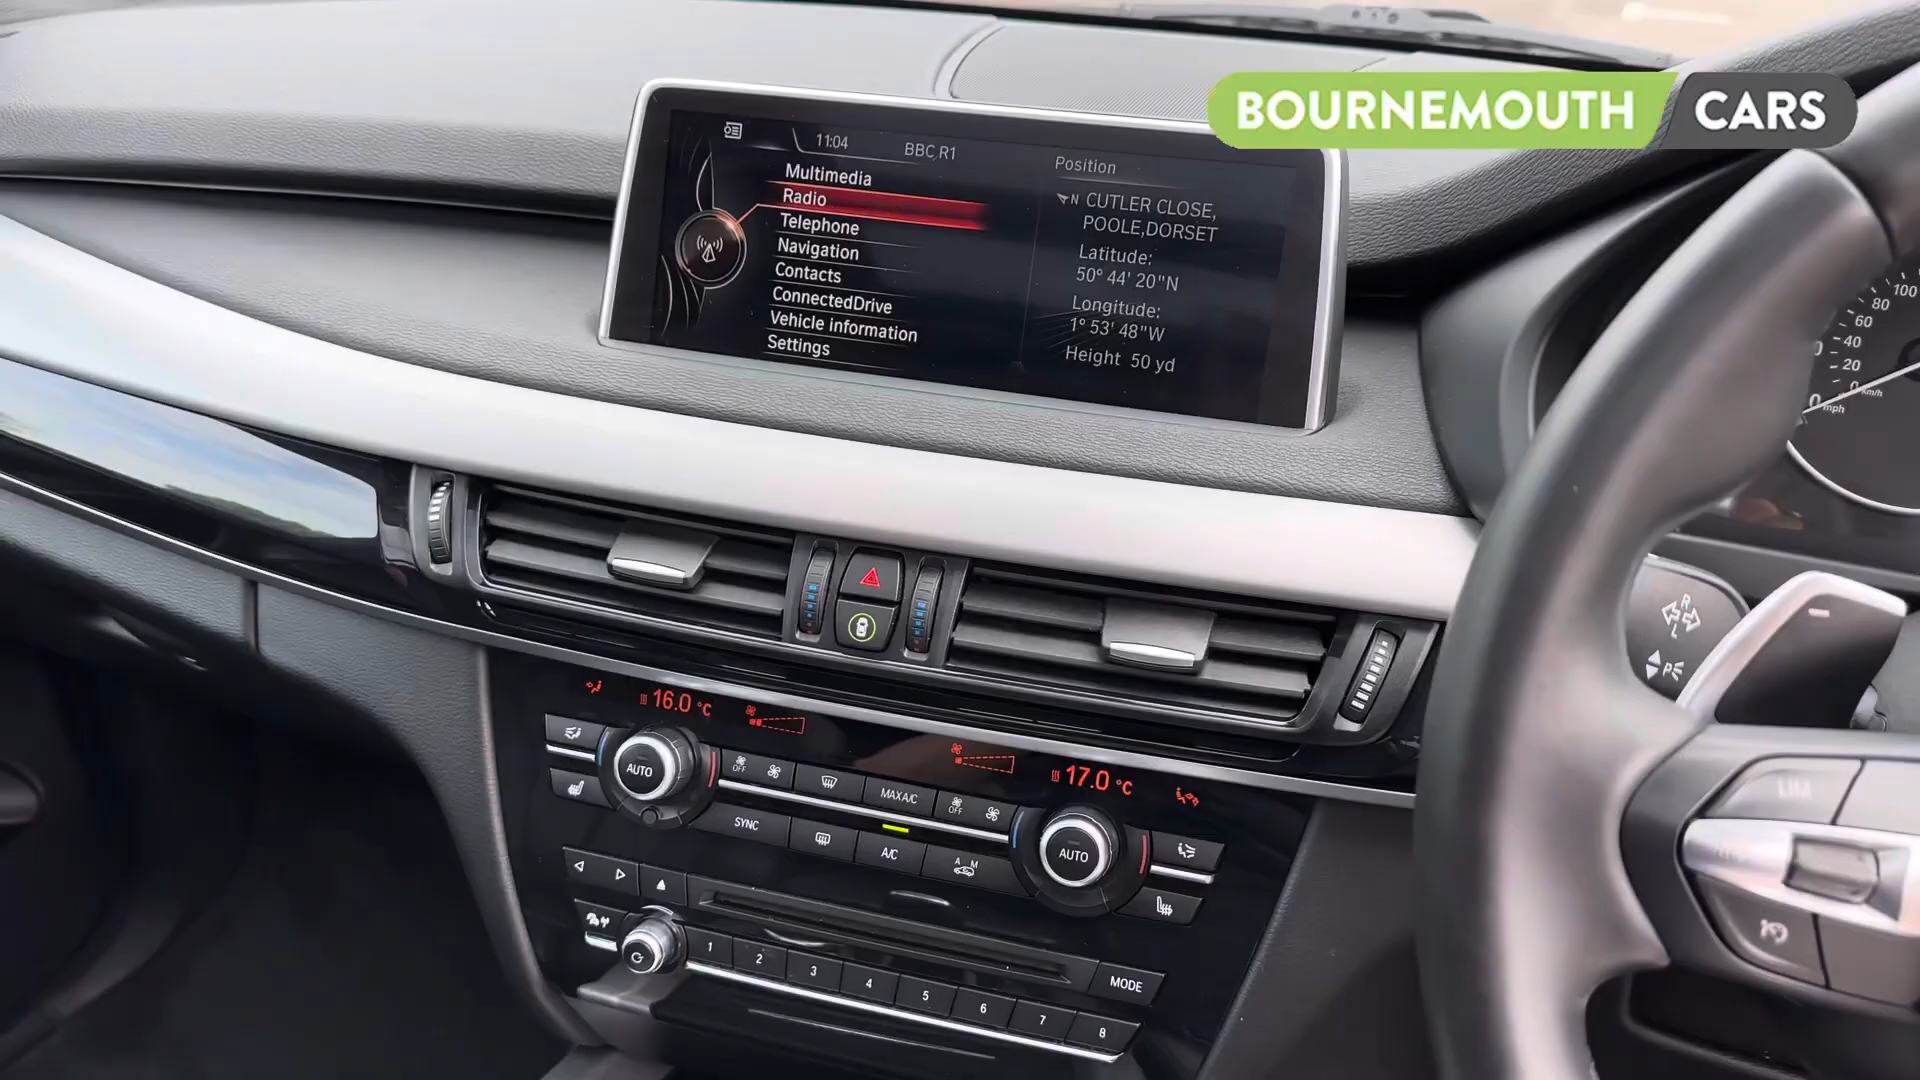 BOURNEMOUTH CARS
11:04 BBC R1
Multimedia
Radio
Telephone
Navigation
Contacts
ConnectedDrive
Vehicle information
Settings
Position
N CUTLER CLOSE,
POOLE,DORSET
Latitude:
50° 44' 20"N
Longitude:
1° 53' 48"W
Height 50 yd
100
80
60
40
20
0 km/h
0 mph
R
L
P
16.0 °C
17.0 °C
AUTO
OFF
MAX A/C
OFF
AUTO
SYNC
A/C
A M
1 2 3 4 5 6 7 8
MODE
LIM